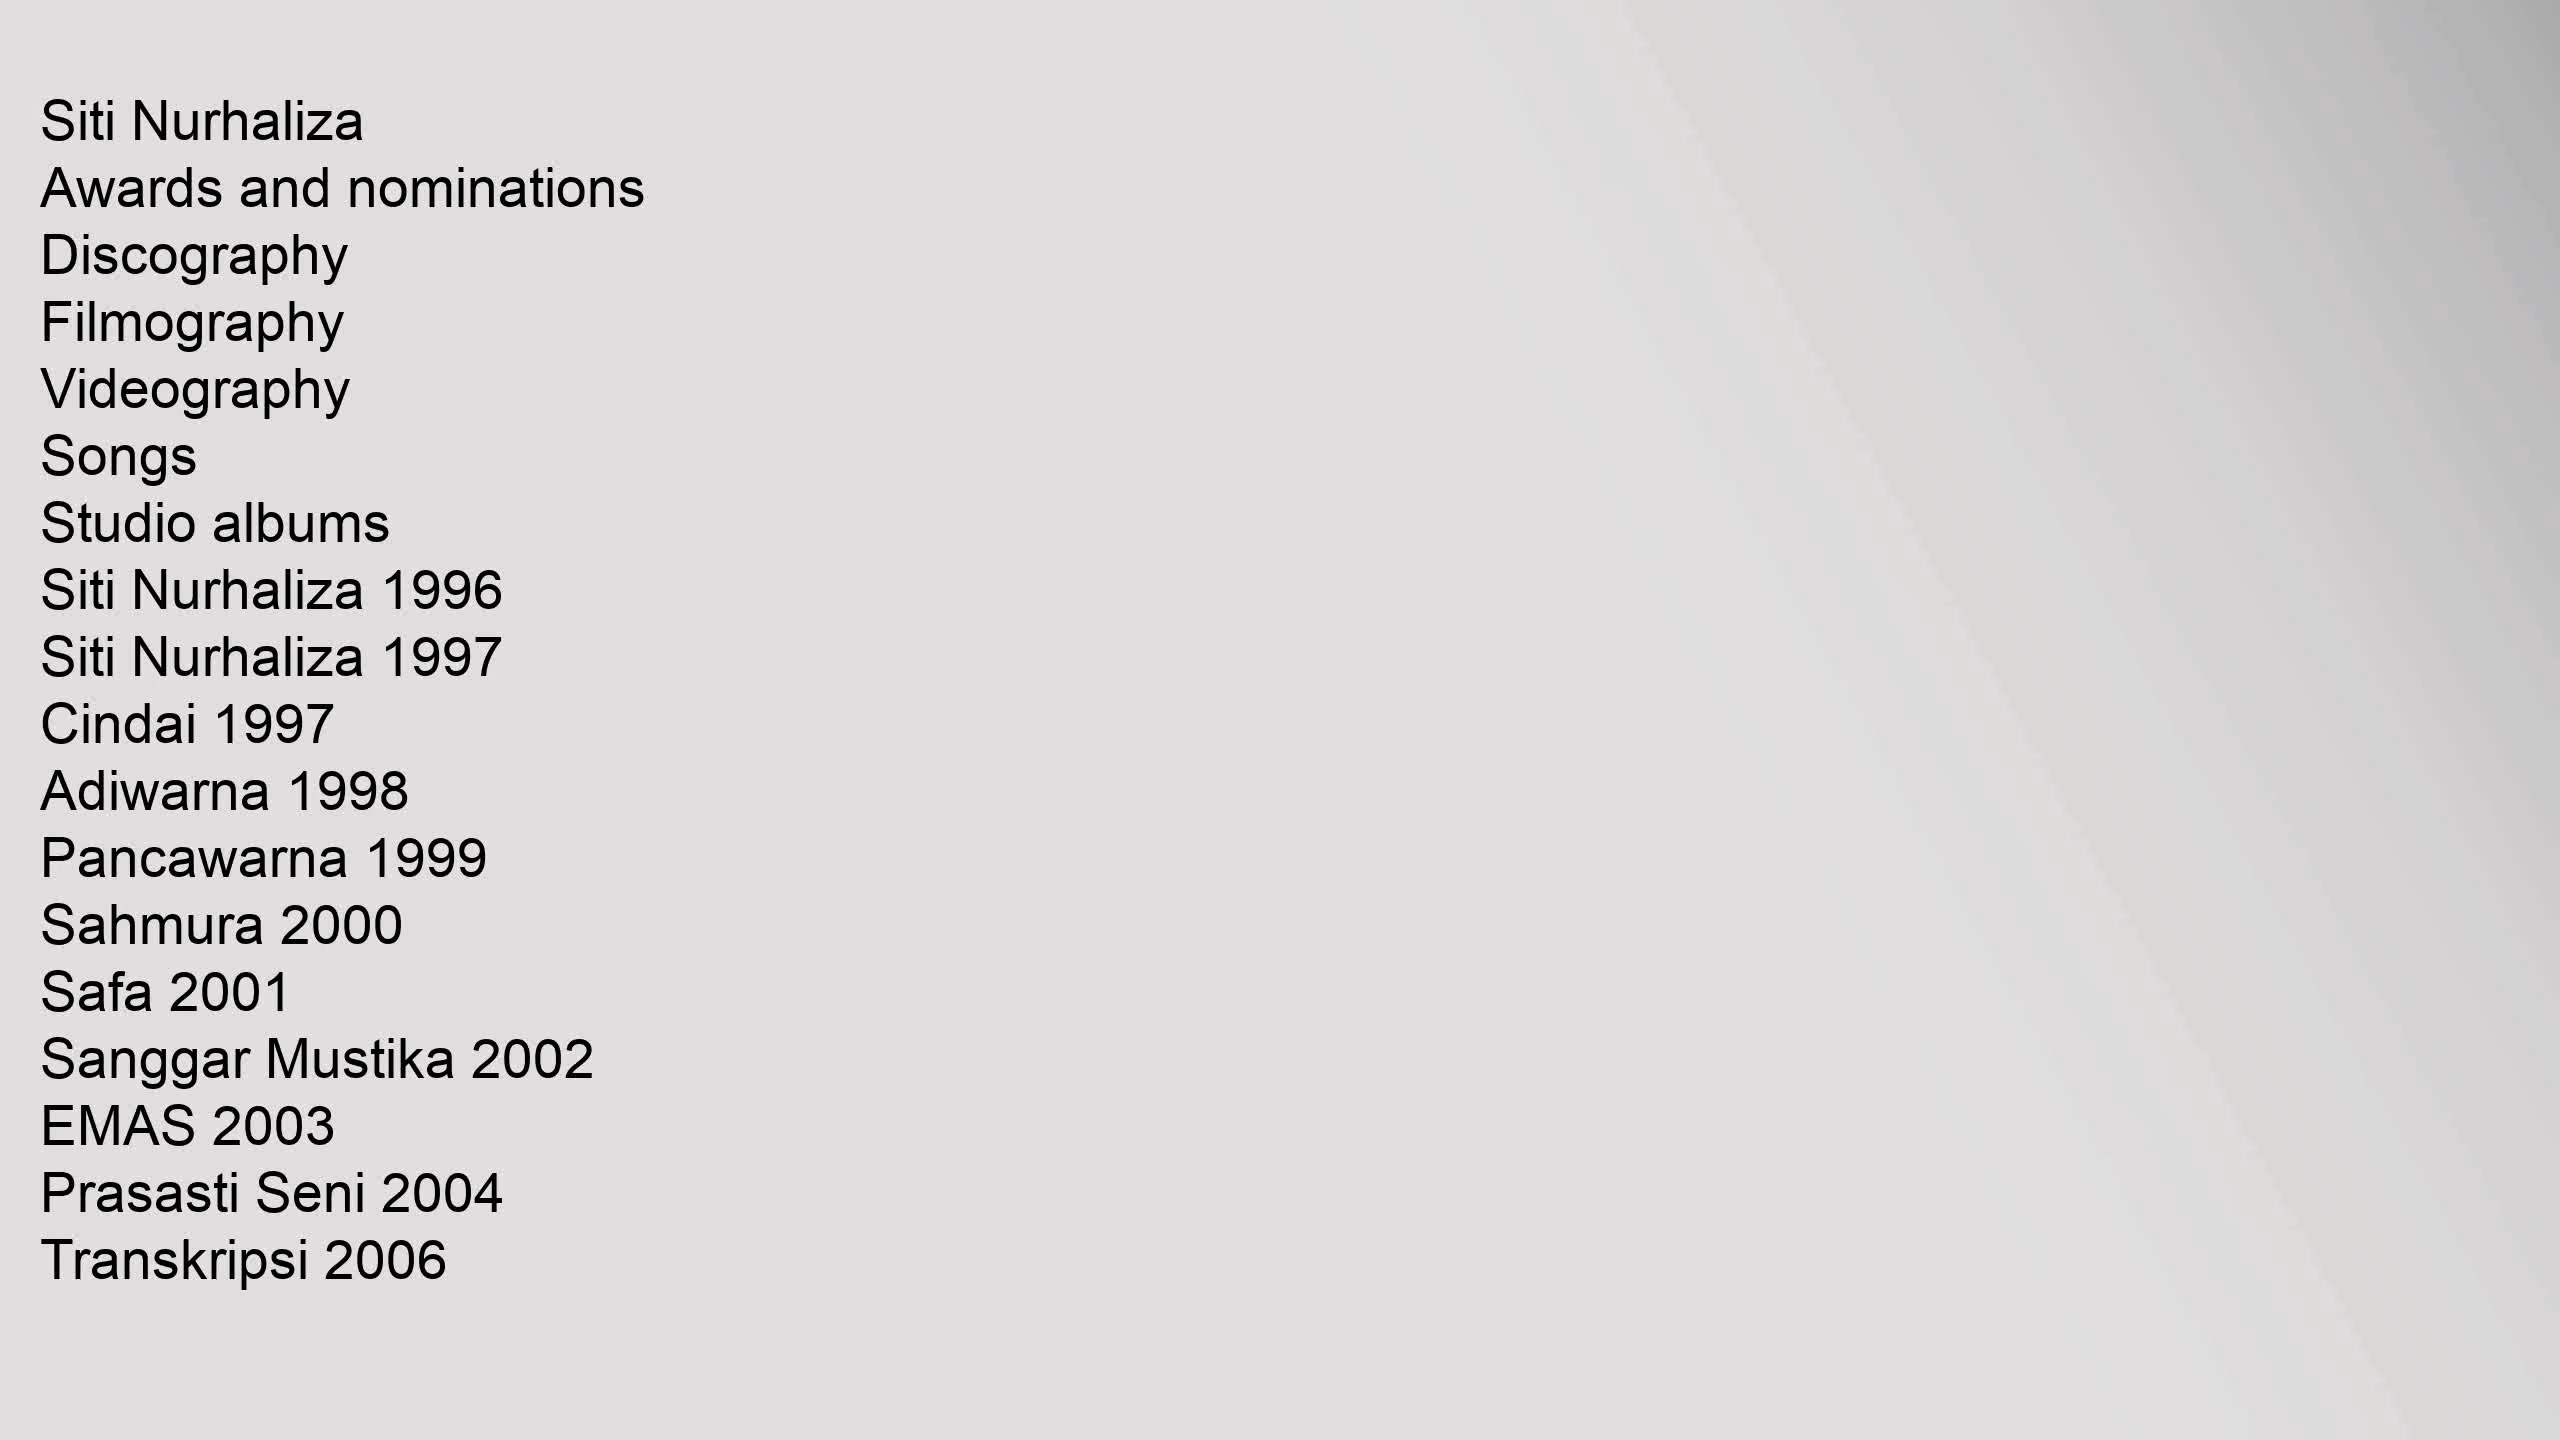 Siti Nurhaliza
Awards and nominations
Discography
Filmography
Videography
Songs
Studio albums
Siti Nurhaliza 1996
Siti Nurhaliza 1997
Cindai 1997
Adiwarna 1998
Pancawarna 1999
Sahmura 2000
Safa 2001
Sanggar Mustika 2002
EMAS 2003
Prasasti Seni 2004
Transkripsi 2006